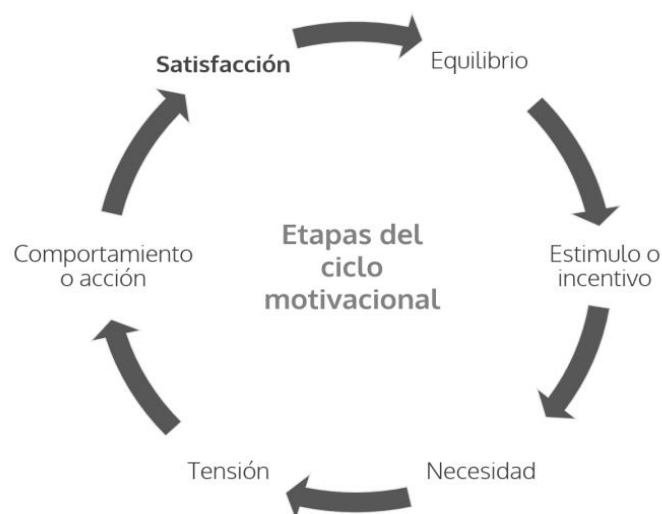 Satisfacción
Equilibrio
Etapas del
ciclo
motivacional
Comportamiento
o acción
Estimulo o
incentivo
Tensión
Necesidad